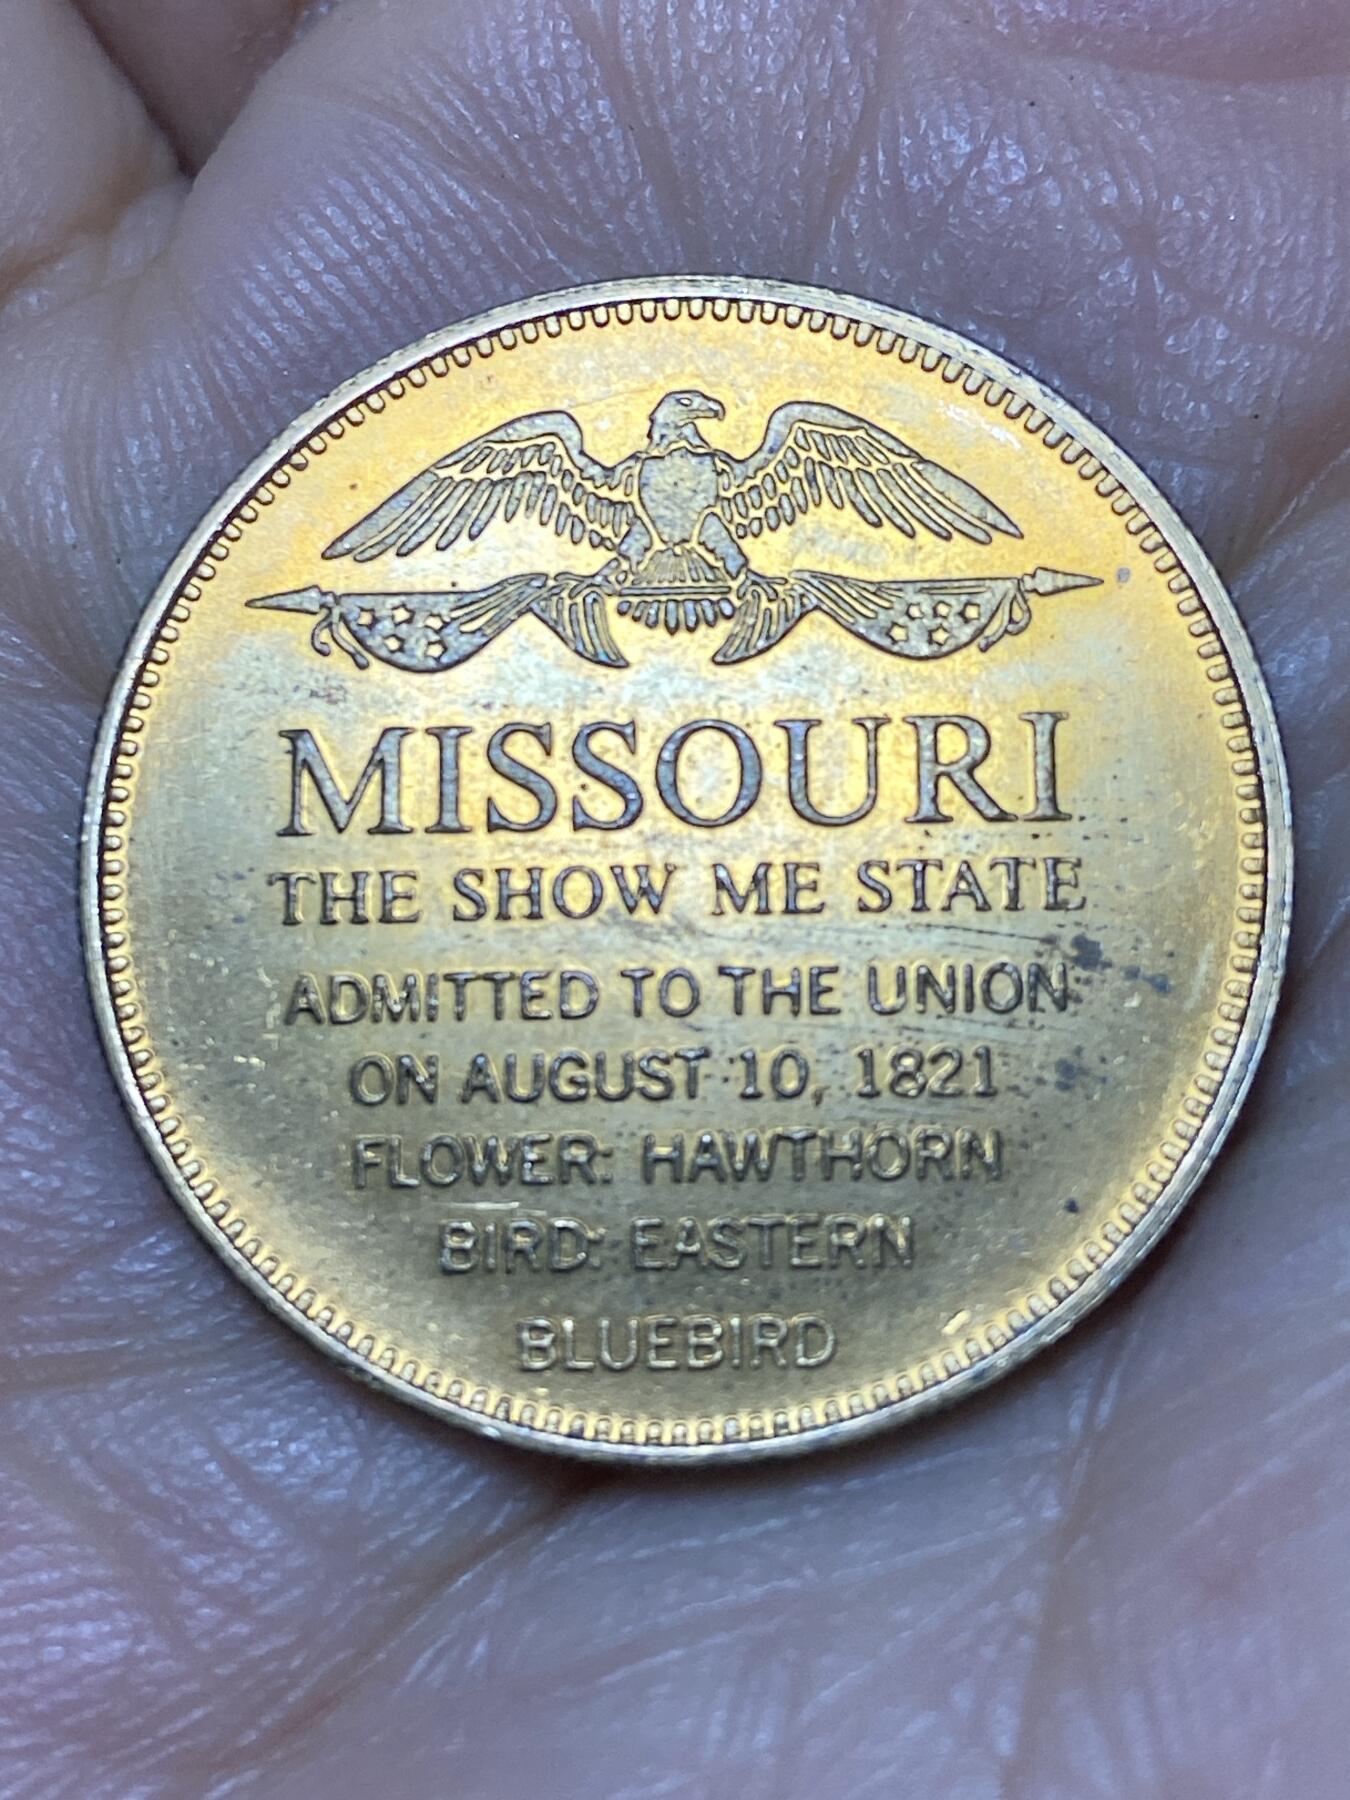 MISSOURI
THE SHOW ME STATE
ADMITTED TO THE UNION
ON AUGUST 10, 1821
FLOWER: HAWTHORN
BIRD: EASTERN
BLUEBIRD